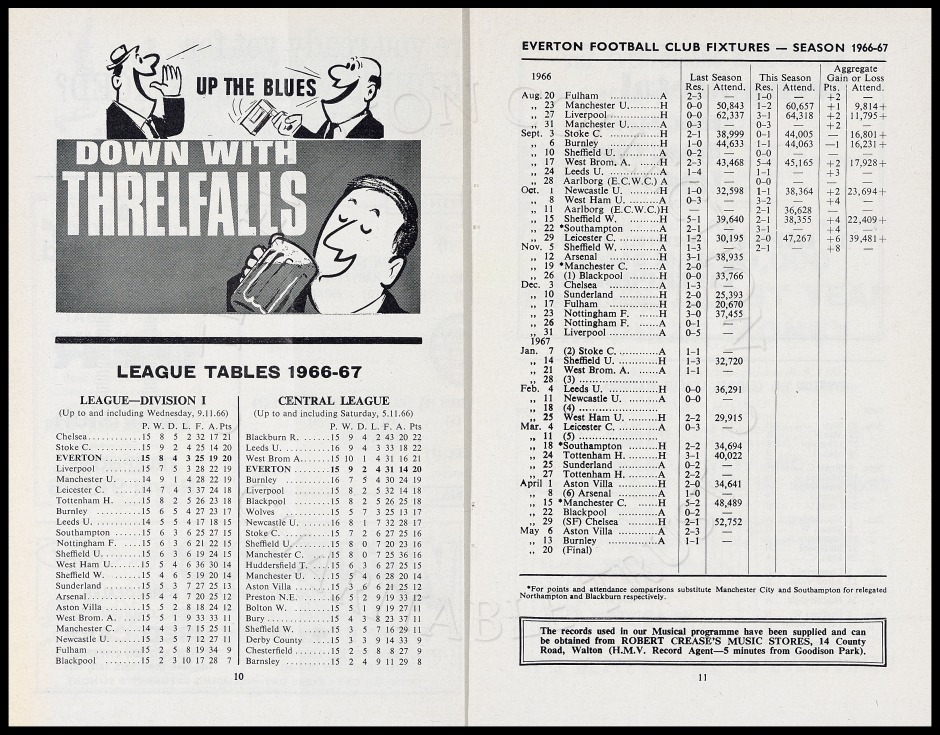 UP THE BLUES
DOWN WITH
THRELFALLS
LEAGUE TABLES 1966-67
LEAGUE—DIVISION I
(Up to and including Wednesday, 9.11.66)
P. W. D. L. F. A. Pts
Chelsea............15 8 5 2 32 17 21
Stoke C. ..........15 9 2 4 25 14 20
EVERTON ........15 8 4 3 25 19 20
Liverpool ..........15 7 5 3 28 22 19
Manchester U. ....14 9 1 4 28 22 19
Leicester C. ......14 7 4 3 37 24 18
Tottenham H. ......15 8 2 5 26 23 18
Burnley ..........15 6 5 4 27 23 17
Leeds U. ..........14 5 5 4 17 18 15
Southampton ......15 6 3 6 25 27 15
Nottingham F. ....15 6 3 6 21 22 15
Sheffield U. ......15 6 3 6 19 24 15
West Ham U. ......15 5 4 6 36 30 14
Sheffield W. ......15 4 6 5 19 20 14
Sunderland ........15 5 3 7 27 25 13
Arsenal............15 4 4 7 20 25 12
Aston Villa ......15 5 2 8 18 24 12
West Brom. A. ....15 5 1 9 33 33 11
Manchester C. ....14 4 3 7 15 25 11
Newcastle U. ......15 3 5 7 12 27 11
Fulham ..........15 2 5 8 19 34 9
Blackpool ........15 2 3 10 17 28 7
CENTRAL LEAGUE
(Up to and including Saturday, 5.11.66)
P. W. D. L. F. A. Pts
Blackburn R. ......15 9 4 2 43 20 22
Leeds U. ..........16 9 4 3 33 18 22
West Brom A. ......15 10 1 4 31 16 21
EVERTON ........15 9 2 4 31 14 20
Burnley ..........16 7 5 4 30 24 19
Liverpool ........15 8 2 5 32 14 18
Blackpool ........15 8 2 5 26 25 18
Wolves ..........15 5 7 3 25 13 17
Newcastle U. ......16 8 1 7 32 28 17
Stoke C. ..........15 7 2 6 27 25 16
Sheffield U. ......15 8 0 7 20 23 16
Manchester C. ....15 8 0 7 25 36 16
Huddersfield T. ....15 6 3 6 27 25 15
Manchester U. ....15 5 4 6 28 20 14
Aston Villa ......15 3 6 6 21 25 12
Preston N.E. ......16 5 2 9 19 33 12
Bolton W. ........15 5 1 9 19 27 11
Bury ............15 4 3 8 23 37 11
Sheffield W. ......15 3 5 7 16 29 11
Derby County ....15 3 3 9 14 33 9
Chesterfield ......15 2 5 8 8 27 9
Barnsley ..........15 2 4 9 11 29 8
10
EVERTON FOOTBALL CLUB FIXTURES — SEASON 1966-67
Aggregate
1966 Last Season This Season Gain or Loss
Res. Attend. Res. Attend. Pts. Attend.
Aug. 20 Fulham ..............A 2–3 — 1–0 — +2 —
„ 23 Manchester U. ..........H 0–0 50,843 1–2 60,657 +1 9,814+
„ 27 Liverpool ..............H 0–0 62,337 3–1 64,318 +2 11,795+
„ 31 Manchester U. ..........A 0–3 — 0–3 — +2 —
Sept. 3 Stoke C. ..............H 2–1 38,999 0–1 44,005 — 16,801+
„ 6 Burnley ..............H 1–0 44,633 1–1 44,063 —1 16,231+
„ 10 Sheffield U. ............A 0–2 — 0–0 — — —
„ 17 West Brom. A. ..........H 2–3 43,468 5–4 45,165 +2 17,928+
„ 24 Leeds U. ..............A 1–4 — 1–1 — +3 —
„ 28 Aarlborg (E.C.W.C.) A — — 0–0 — — —
Oct. 1 Newcastle U. ............H 1–0 32,598 1–1 38,364 +2 23,694+
„ 8 West Ham U. ............A 0–3 — 3–2 — +4 —
„ 11 Aarlborg (E.C.W.C.)H — — 2–1 36,628 — —
„ 15 Sheffield W. ............H 5–1 39,640 2–1 38,355 +4 22,409+
„ 22 *Southampton ............A 2–1 — 3–1 — +4 —
„ 29 Leicester C. ............H 1–2 30,195 2–0 47,267 +6 39,481+
Nov. 5 Sheffield W. ............A 1–3 — 2–1 — +8 —
„ 12 Arsenal ..............H 3–1 38,935
„ 19 *Manchester C. ..........A 2–0 —
„ 26 (1) Blackpool ............H 0–0 33,766
Dec. 3 Chelsea ..............A 1–3 —
„ 10 Sunderland ............H 2–0 25,393
„ 17 Fulham ..............H 2–0 20,670
„ 23 Nottingham F. ..........H 3–0 37,455
„ 26 Nottingham F. ..........A 0–1 —
„ 31 Liverpool ..............A 0–5 —
1967
Jan. 7 (2) Stoke C. ............A 1–1 —
„ 14 Sheffield U. ............H 1–3 32,720
„ 21 West Brom. A. ..........A 1–1 —
„ 28 (3) ......................
Feb. 4 Leeds U. ..............H 0–0 36,291
„ 11 Newcastle U. ............A 0–0 —
„ 18 (4) ......................
„ 25 West Ham U. ............H 2–2 29,915
Mar. 4 Leicester C. ............A 0–3 —
„ 11 (5) ......................
„ 18 *Southampton ............H 2–2 34,694
„ 24 Tottenham H. ............H 3–1 40,022
„ 25 Sunderland ............A 0–2 —
„ 27 Tottenham H. ............A 2–2 —
April 1 Aston Villa ............H 2–0 34,641
„ 8 (6) Arsenal ............A 1–0 —
„ 15 *Manchester C. ..........H 5–2 48,489
„ 22 Blackpool ..............A 0–2 —
„ 29 (SF) Chelsea ............H 2–1 52,752
May 6 Aston Villa ............A 2–3 —
„ 13 Burnley ..............A 1–1 —
„ 20 (Final)
*For points and attendance comparisons substitute Manchester City and Southampton for relegated
Northampton and Blackburn respectively.
The records used in our Musical programme have been supplied and can
be obtained from ROBERT CREASE'S MUSIC STORES, 14 County
Road, Walton (H.M.V. Record Agent—5 minutes from Goodison Park).
11